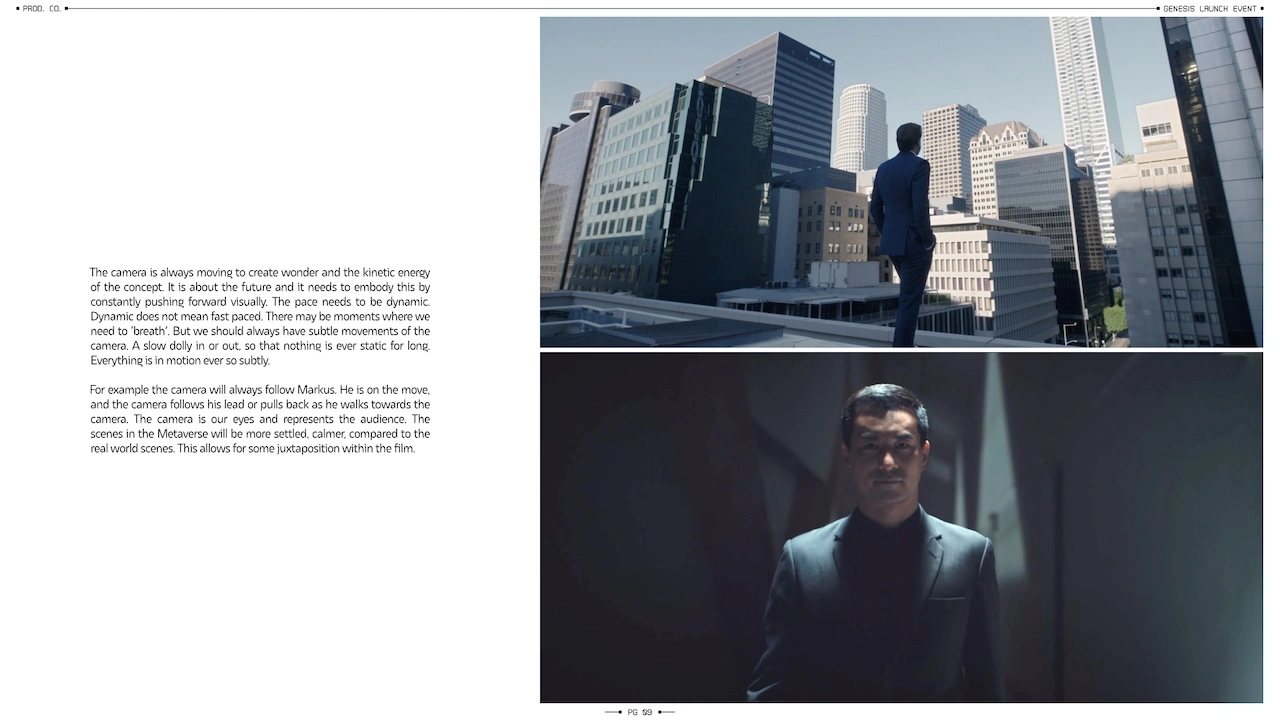 PROD. CO.
GENESIS LAUNCH EVENT
The camera is always moving to create wonder and the kinetic energy
of the concept. It is about the future and it needs to embody this by
constantly pushing forward visually. The pace needs to be dynamic.
Dynamic does not mean fast paced. There may be moments where we
need to ‘breath’. But we should always have subtle movements of the
camera. A slow dolly in or out, so that nothing is ever static for long.
Everything is in motion ever so subtly.
For example the camera will always follow Markus. He is on the move,
and the camera follows his lead or pulls back as he walks towards the
camera. The camera is our eyes and represents the audience. The
scenes in the Metaverse will be more settled, calmer, compared to the
real world scenes. This allows for some juxtaposition within the film.
PG 09